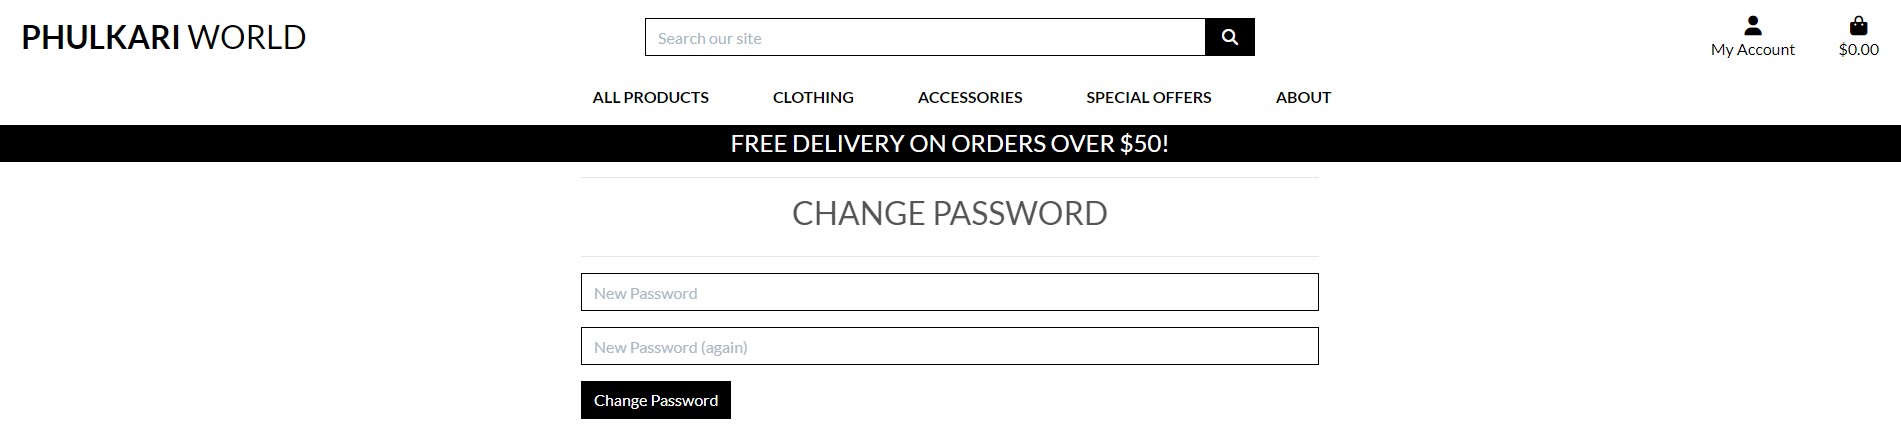 PHULKARI WORLD
Search our site
My Account
$0.00
ALL PRODUCTS CLOTHING ACCESSORIES SPECIAL OFFERS ABOUT
FREE DELIVERY ON ORDERS OVER $50!
CHANGE PASSWORD
New Password
New Password (again)
Change Password